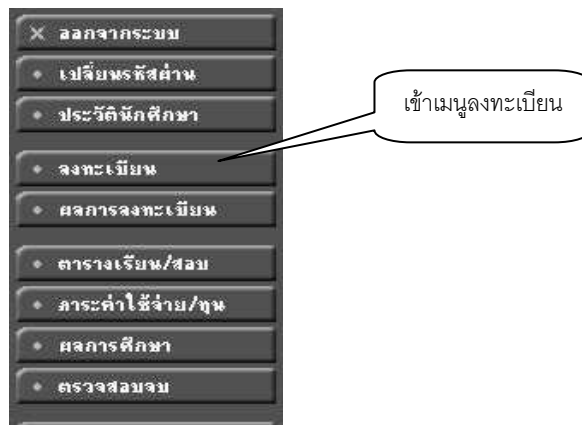 ออกจากระบบ
เปลี่ยนรหัสผ่าน
ประวัตินักศึกษา
เข้าเมนูลงทะเบียน
ลงทะเบียน
ผลการลงทะเบียน
ตารางเรียน/สอบ
ภาระค่าใช้จ่าย/ทุน
ผลการศึกษา
ตรวจสอบจบ